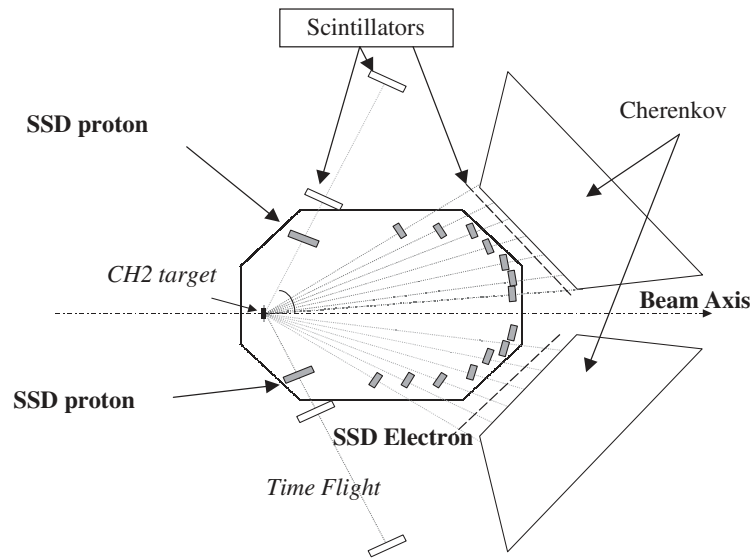 Scintillators
SSD proton
Cherenkov
CH2 target
Beam Axis
SSD proton
SSD Electron
Time Flight